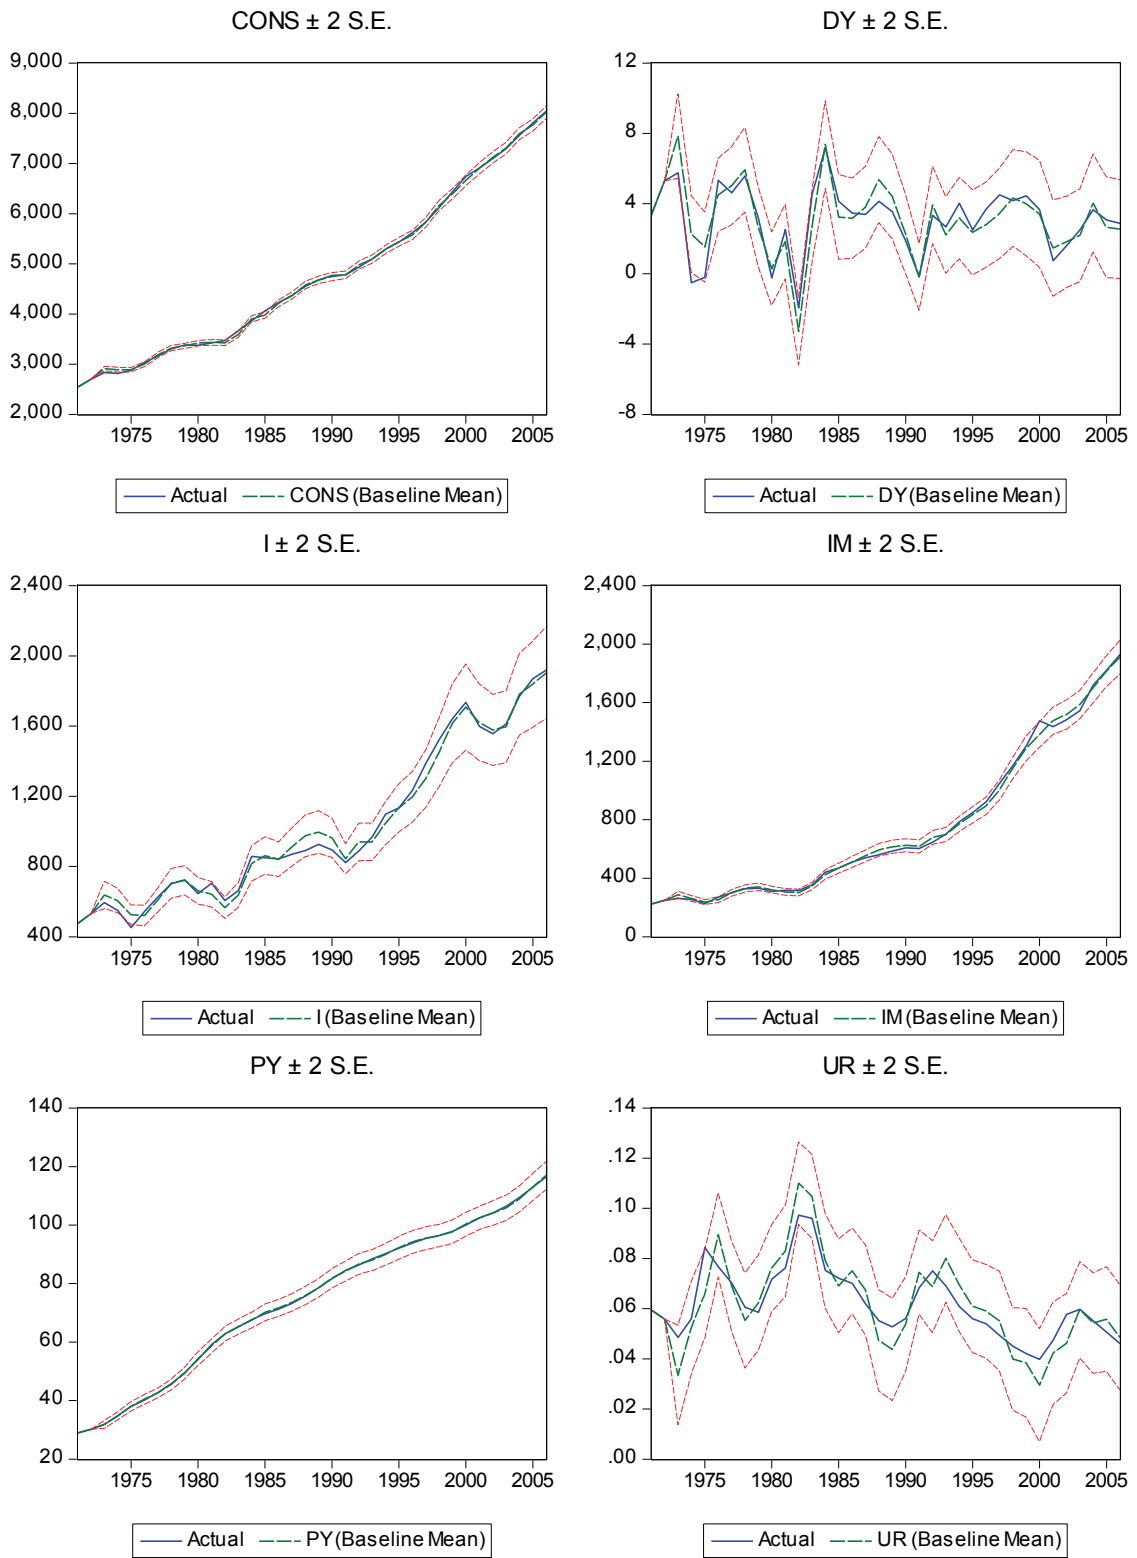 CONS ± 2 S.E.
9,000
8,000
7,000
6,000
5,000
4,000
3,000
2,000
1975 1980 1985 1990 1995 2000 2005
Actual CONS (Baseline Mean)
DY ± 2 S.E.
12
8
4
0
-4
-8
1975 1980 1985 1990 1995 2000 2005
Actual DY (Baseline Mean)
I ± 2 S.E.
2,400
2,000
1,600
1,200
800
400
1975 1980 1985 1990 1995 2000 2005
Actual I (Baseline Mean)
IM ± 2 S.E.
2,400
2,000
1,600
1,200
800
400
0
1975 1980 1985 1990 1995 2000 2005
Actual IM (Baseline Mean)
PY ± 2 S.E.
140
120
100
80
60
40
20
1975 1980 1985 1990 1995 2000 2005
Actual PY (Baseline Mean)
UR ± 2 S.E.
.14
.12
.10
.08
.06
.04
.02
.00
1975 1980 1985 1990 1995 2000 2005
Actual UR (Baseline Mean)